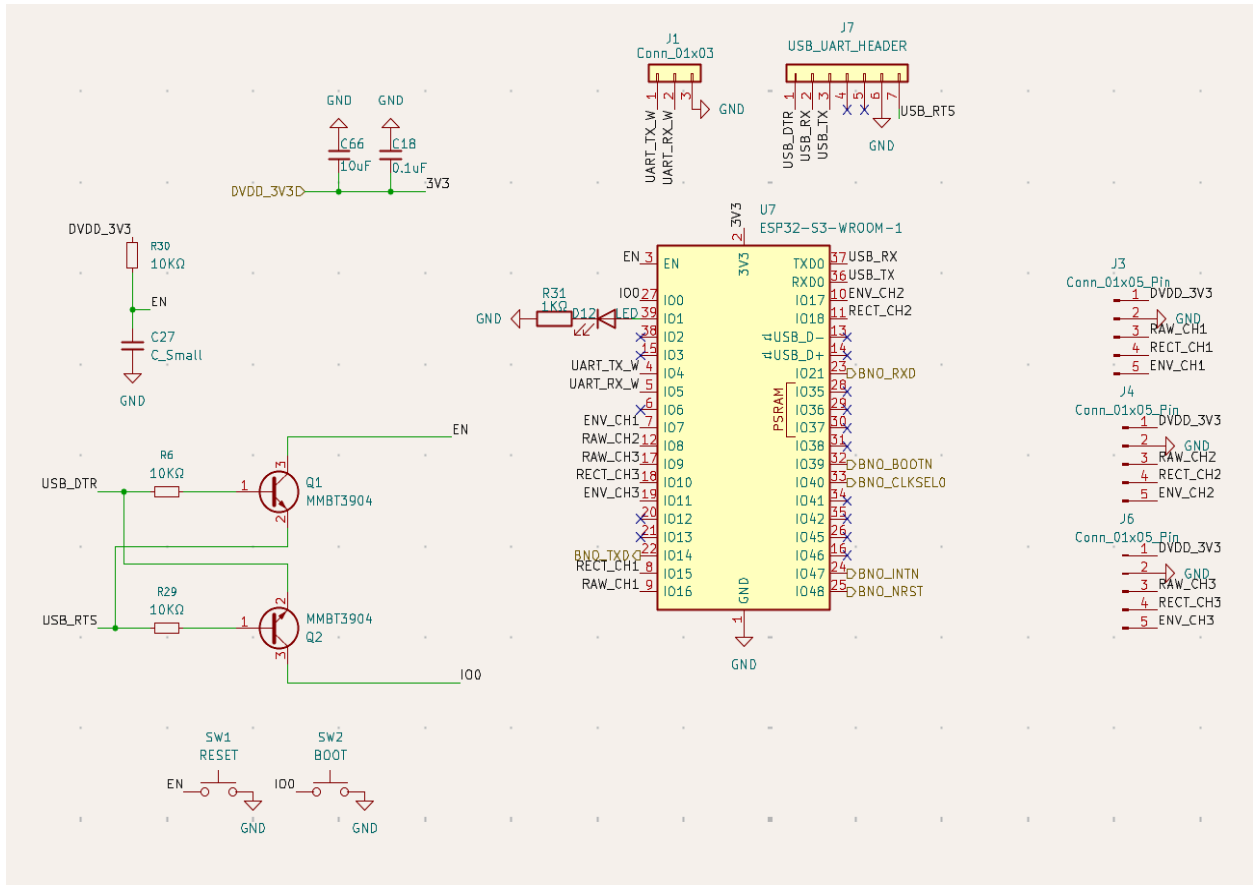 J1
Conn_01x03
1
2
3
UART_TX_W
UART_RX_W
GND
J7
USB_UART_HEADER
1
2
3
4
5
6
7
USB_DTR
USB_RX
USB_TX
USB_RTS
GND
GND
GND
C66
10uF
C18
0.1uF
DVDD_3V3
3V3
DVDD_3V3
R30
10KΩ
EN
C27
C_Small
GND
U7
ESP32-S3-WROOM-1
3V3
2
3V3
EN 3 EN
IO0 27 IO0
39 IO1
38 IO2
15 IO3
UART_TX_W 4 IO4
UART_RX_W 5 IO5
6 IO6
ENV_CH1 7 IO7
RAW_CH2 12 IO8
RAW_CH3 17 IO9
RECT_CH3 18 IO10
ENV_CH3 19 IO11
20 IO12
21 IO13
BNO_TXD 22 IO14
RECT_CH1 8 IO15
RAW_CH1 9 IO16
TXD0 37 USB_RX
RXD0 36 USB_TX
IO17 10 ENV_CH2
IO18 11 RECT_CH2
USB_D- 13
USB_D+ 14
IO21 23 BNO_RXD
IO35 28
IO36 29
IO37 30
PSRAM
IO38 31
IO39 32 BNO_BOOTN
IO40 33 BNO_CLKSEL0
IO41 34
IO42 35
IO45 26
IO46 16
IO47 24 BNO_INTN
IO48 25 BNO_NRST
GND
1
GND
GND
R31
1KΩ
D12
LED
J3
Conn_01x05_Pin
1 DVDD_3V3
2 GND
3 RAW_CH1
4 RECT_CH1
5 ENV_CH1
J4
Conn_01x05_Pin
1 DVDD_3V3
2 GND
3 RAW_CH2
4 RECT_CH2
5 ENV_CH2
J6
Conn_01x05_Pin
1 DVDD_3V3
2 GND
3 RAW_CH3
4 RECT_CH3
5 ENV_CH3
EN
USB_DTR
R6
10KΩ
1
3
2
Q1
MMBT3904
USB_RTS
R29
10KΩ
1
2
3
MMBT3904
Q2
IO0
SW1
RESET
EN
GND
SW2
BOOT
IO0
GND